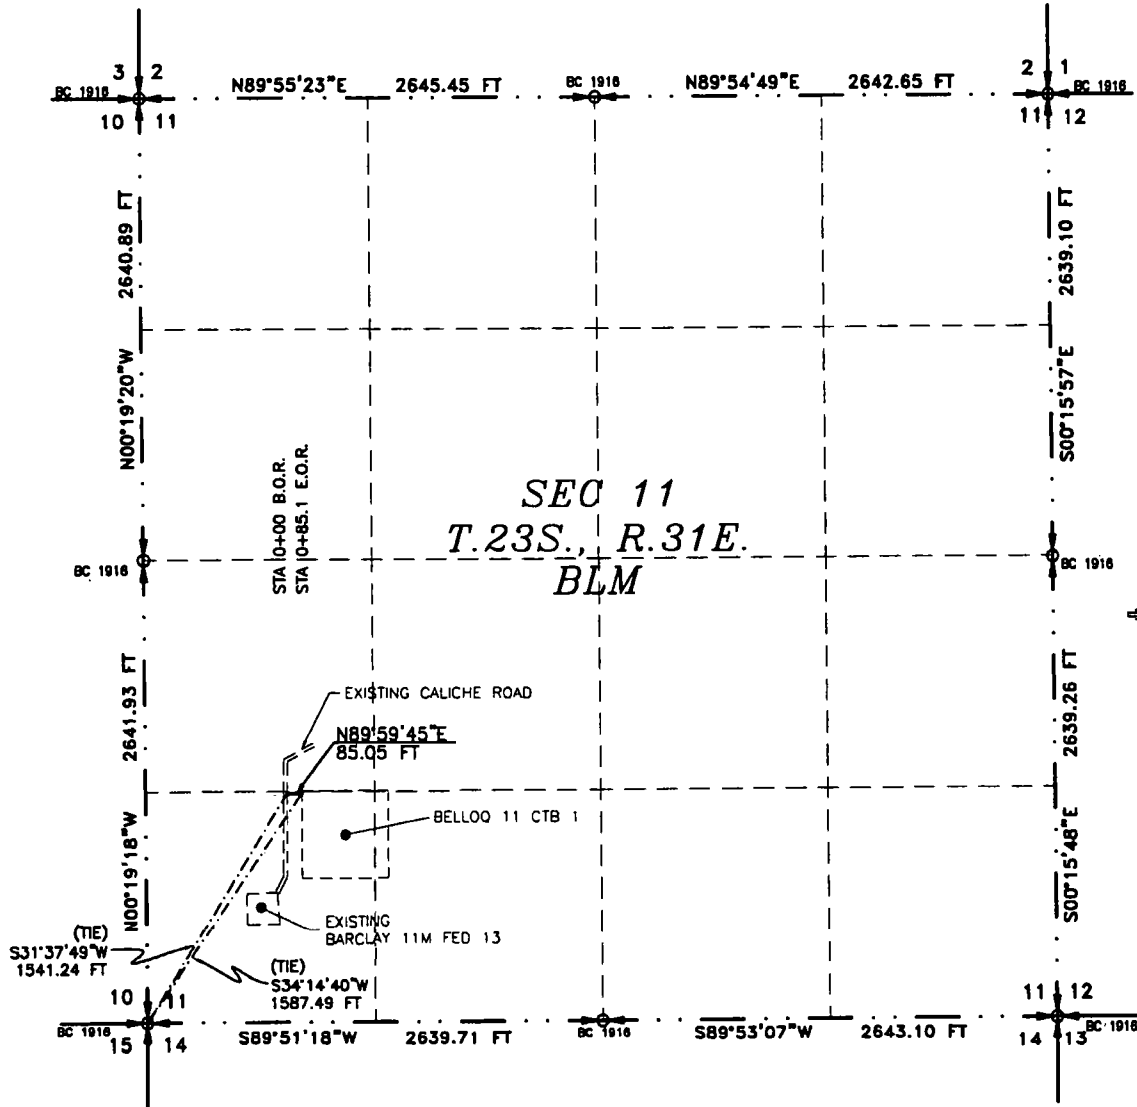 3 2
BC 1916
10 11
N89°55'23"E 2645.45 FT
BC 1916
N89°54'49"E 2642.65 FT
2 1
BC 1916
11 12
2640.89 FT
N00°19'20"W
2639.10 FT
S00°15'57"E
STA 0+00 B.O.R.
STA 0+85.1 E.O.R.
SEC 11
T.23S., R.31E.
BLM
BC 1916
BC 1916
2641.93 FT
N00°19'18"W
2639.26 FT
S00°15'48"E
EXISTING CALICHE ROAD
N89°59'45"E
85.05 FT
BELLOQ 11 CTB 1
EXISTING
BARCLAY 11M FED 13
(TIE)
S31°37'49"W
1541.24 FT
(TIE)
S34°14'40"W
1587.49 FT
10 11
BC 1916
15 14
S89°51'18"W 2639.71 FT
BC 1916
S89°53'07"W 2643.10 FT
11 12
BC 1916
14 13